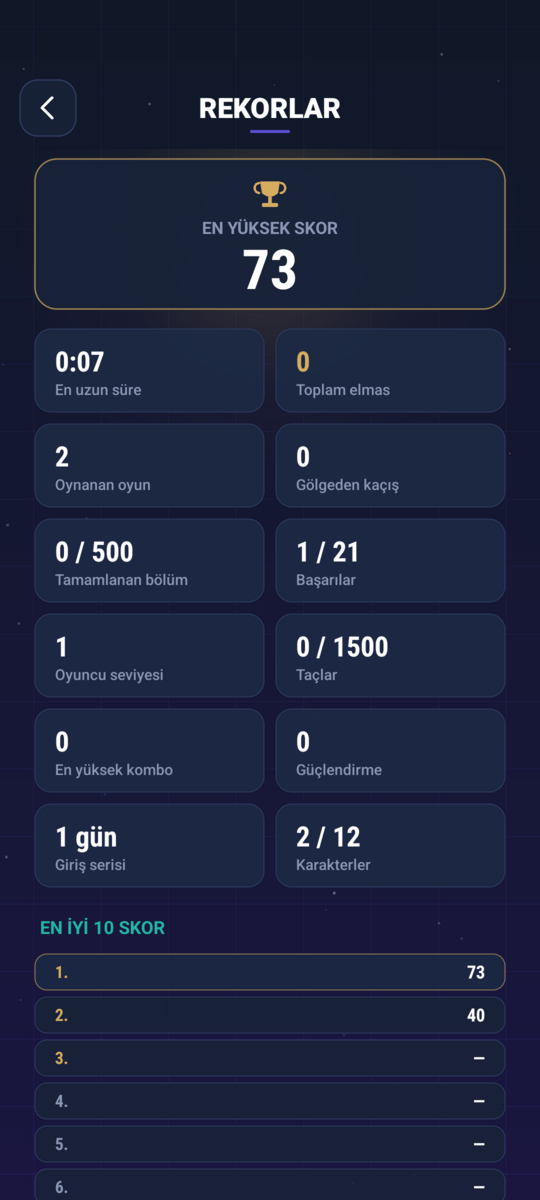 REKORLAR
EN YÜKSEK SKOR
73
0:07
En uzun süre
0
Toplam elmas
2
Oynanan oyun
0
Gölgeden kaçış
0 / 500
Tamamlanan bölüm
1 / 21
Başarılar
1
Oyuncu seviyesi
0 / 1500
Taçlar
0
En yüksek kombo
0
Güçlendirme
1 gün
Giriş serisi
2 / 12
Karakterler
EN İYİ 10 SKOR
1. 73
2. 40
3. –
4. –
5. –
6. –